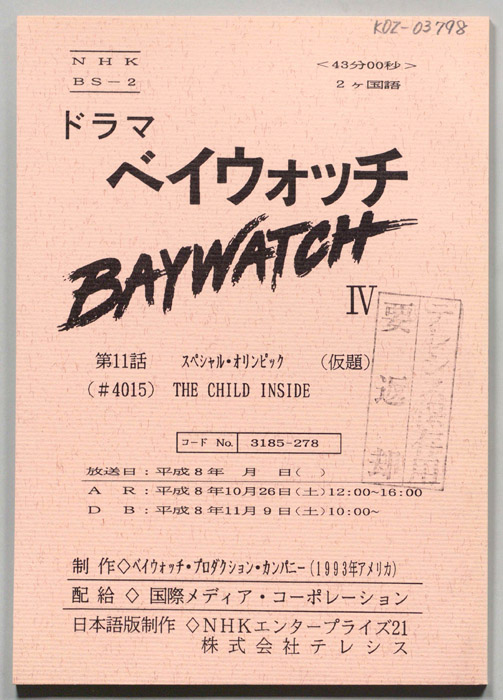 KDZ-03798
NHK
BS-2
<43分00秒>
2ヶ国語
ドラマ
ベイウォッチ
BAYWATCH
IV
第11話 スペシャル・オリンピック (仮題)
(#4015) THE CHILD INSIDE
要返却
コード No. 3185-278
放送日:平成8年 月 日( )
A R:平成8年10月26日(土)12:00~16:00
D B:平成8年11月9日(土)10:00~
制作◇ベイウォッチ・プロダクション・カンパニー(1993年アメリカ)
配給◇国際メディア・コーポレーション
日本語版制作◇NHKエンタープライズ21
株式会社テレシス